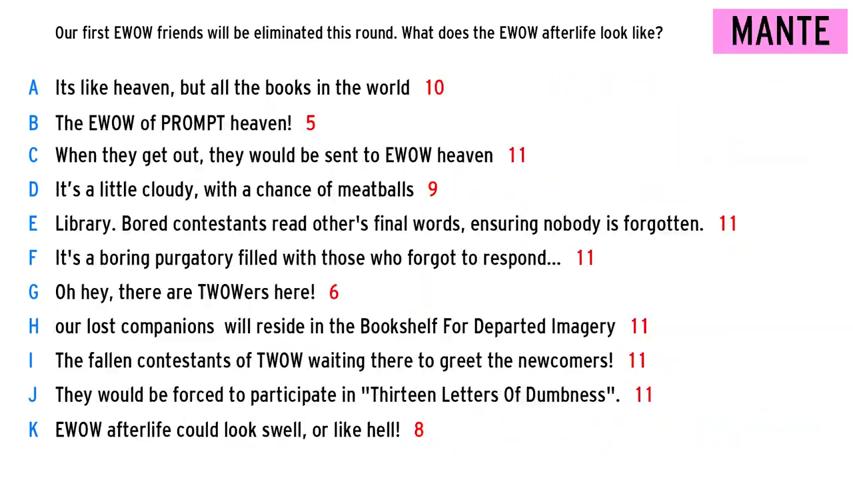 Our first EWOW friends will be eliminated this round. What does the EWOW afterlife look like?
MANTE
A Its like heaven, but all the books in the world 10
B The EWOW of PROMPT heaven! 5
C When they get out, they would be sent to EWOW heaven 11
D It's a little cloudy, with a chance of meatballs 9
E Library. Bored contestants read other's final words, ensuring nobody is forgotten. 11
F It's a boring purgatory filled with those who forgot to respond... 11
G Oh hey, there are TWOWers here! 6
H our lost companions will reside in the Bookshelf For Departed Imagery 11
I The fallen contestants of TWOW waiting there to greet the newcomers! 11
J They would be forced to participate in "Thirteen Letters Of Dumbness". 11
K EWOW afterlife could look swell, or like hell! 8